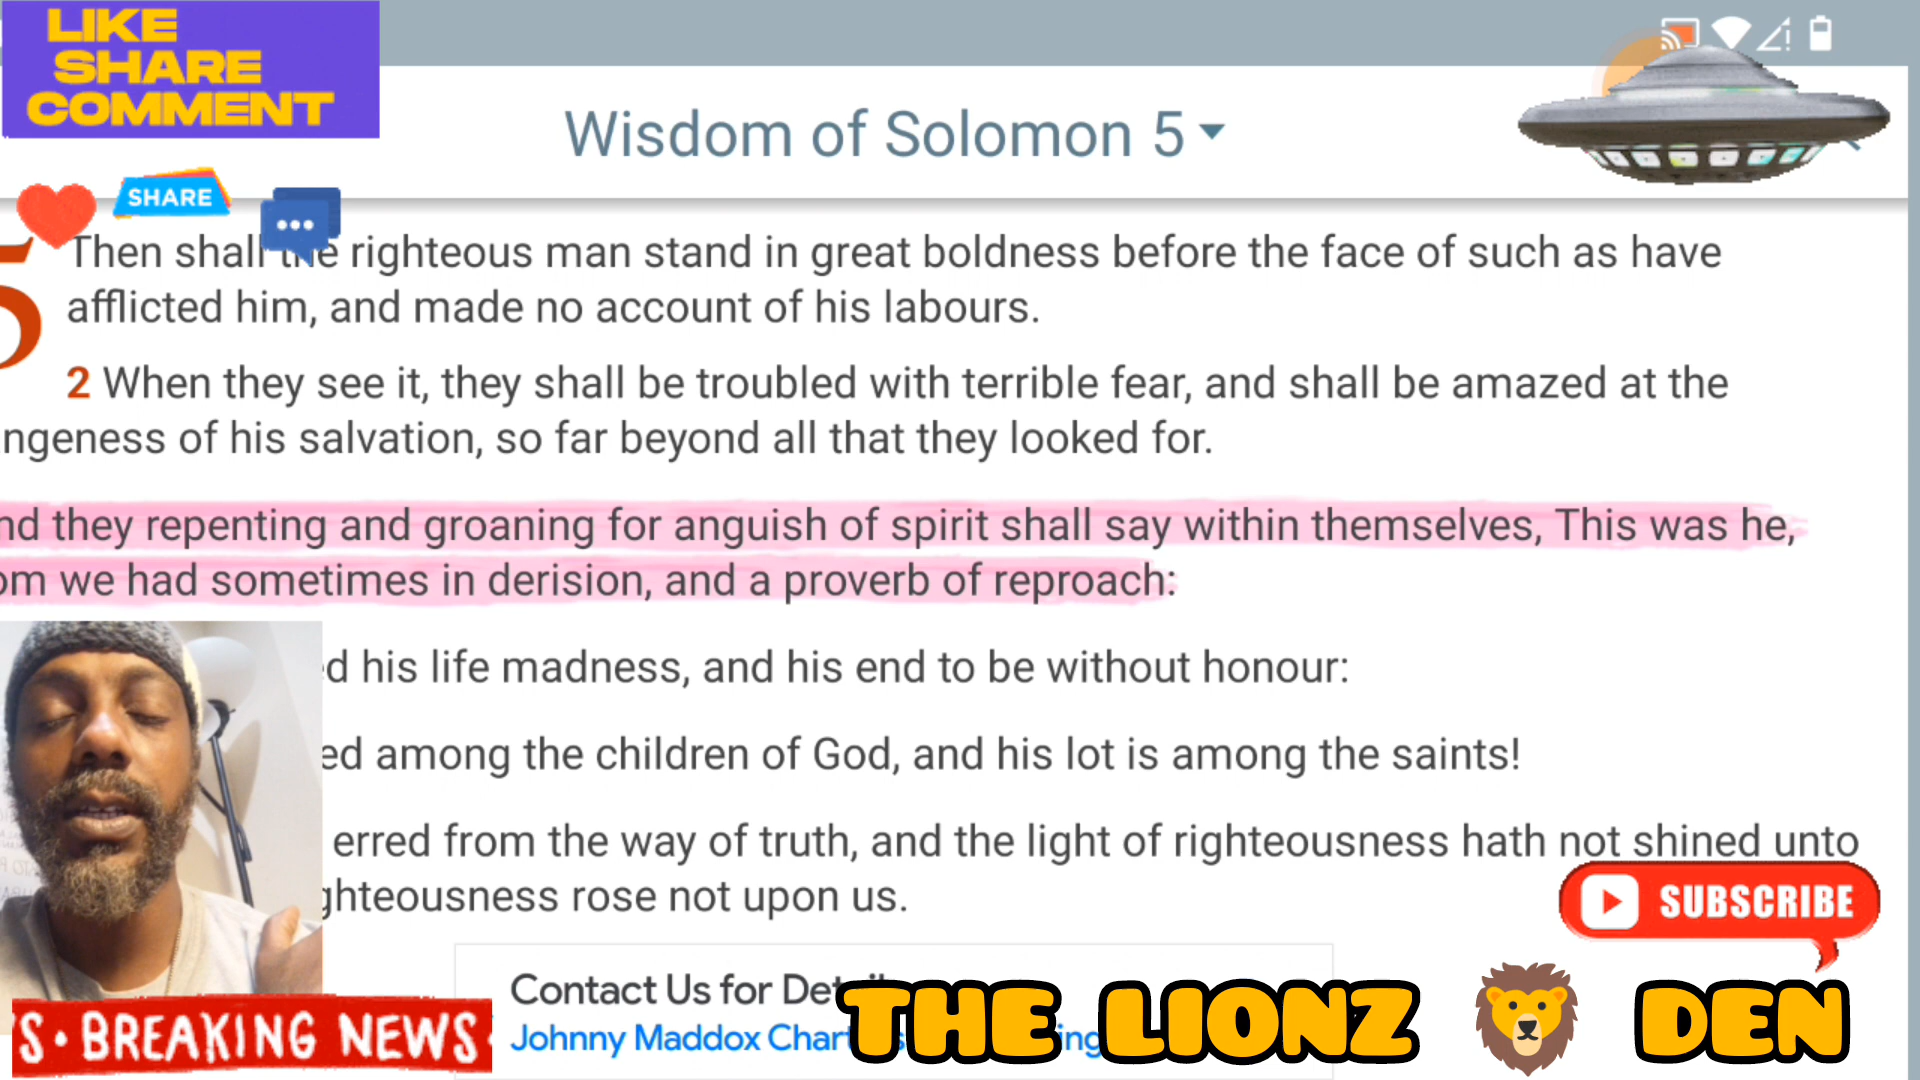 LIKE
SHARE
COMMENT
Wisdom of Solomon 5
SHARE
5 Then shall the righteous man stand in great boldness before the face of such as have
afflicted him, and made no account of his labours.
2 When they see it, they shall be troubled with terrible fear, and shall be amazed at the
ngeness of his salvation, so far beyond all that they looked for.
nd they repenting and groaning for anguish of spirit shall say within themselves, This was he,
om we had sometimes in derision, and a proverb of reproach:
ed his life madness, and his end to be without honour:
ed among the children of God, and his lot is among the saints!
erred from the way of truth, and the light of righteousness hath not shined unto
ghteousness rose not upon us.
SUBSCRIBE
Contact Us for
Johnny Maddox
THE LIONZ DEN
S • BREAKING NEWS